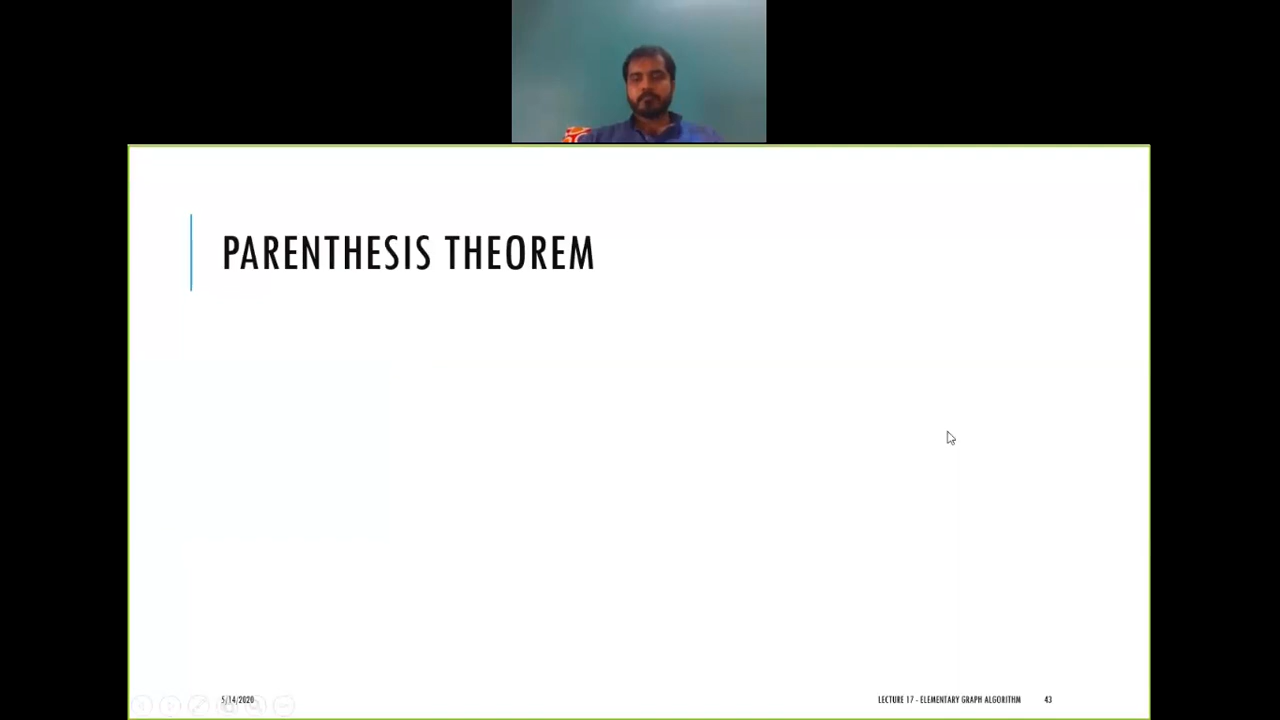 PARENTHESIS THEOREM
5/14/2020
LECTURE 17 - ELEMENTARY GRAPH ALGORITHM
43